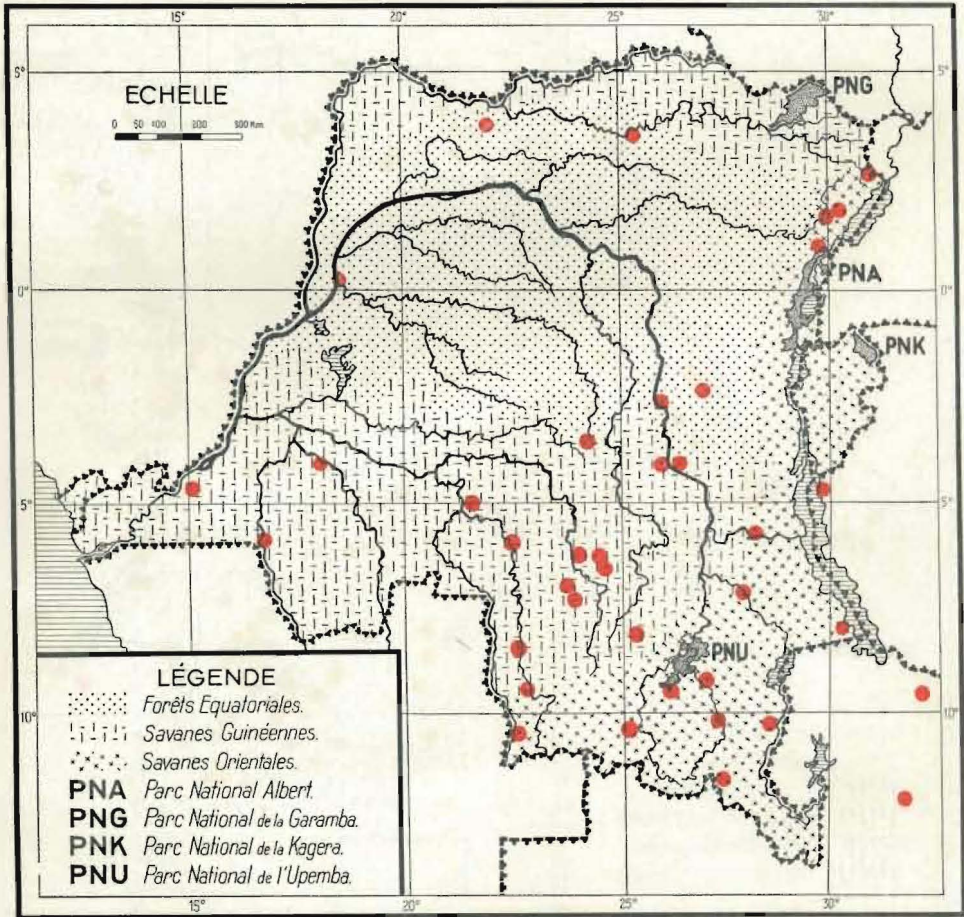 15° 20° 25° 30°
5° 5°
ECHELLE
0 50 100 200 300 Km.
PNG
PNA
0° 0°
PNK
5° 5°
PNU
LÉGENDE
Forêts Equatoriales.
Savanes Guinéennes.
Savanes Orientales.
PNA Parc National Albert.
PNG Parc National de la Garamba.
PNK Parc National de la Kagera.
PNU Parc National de l'Upemba.
10° 10°
15° 20° 25° 30°